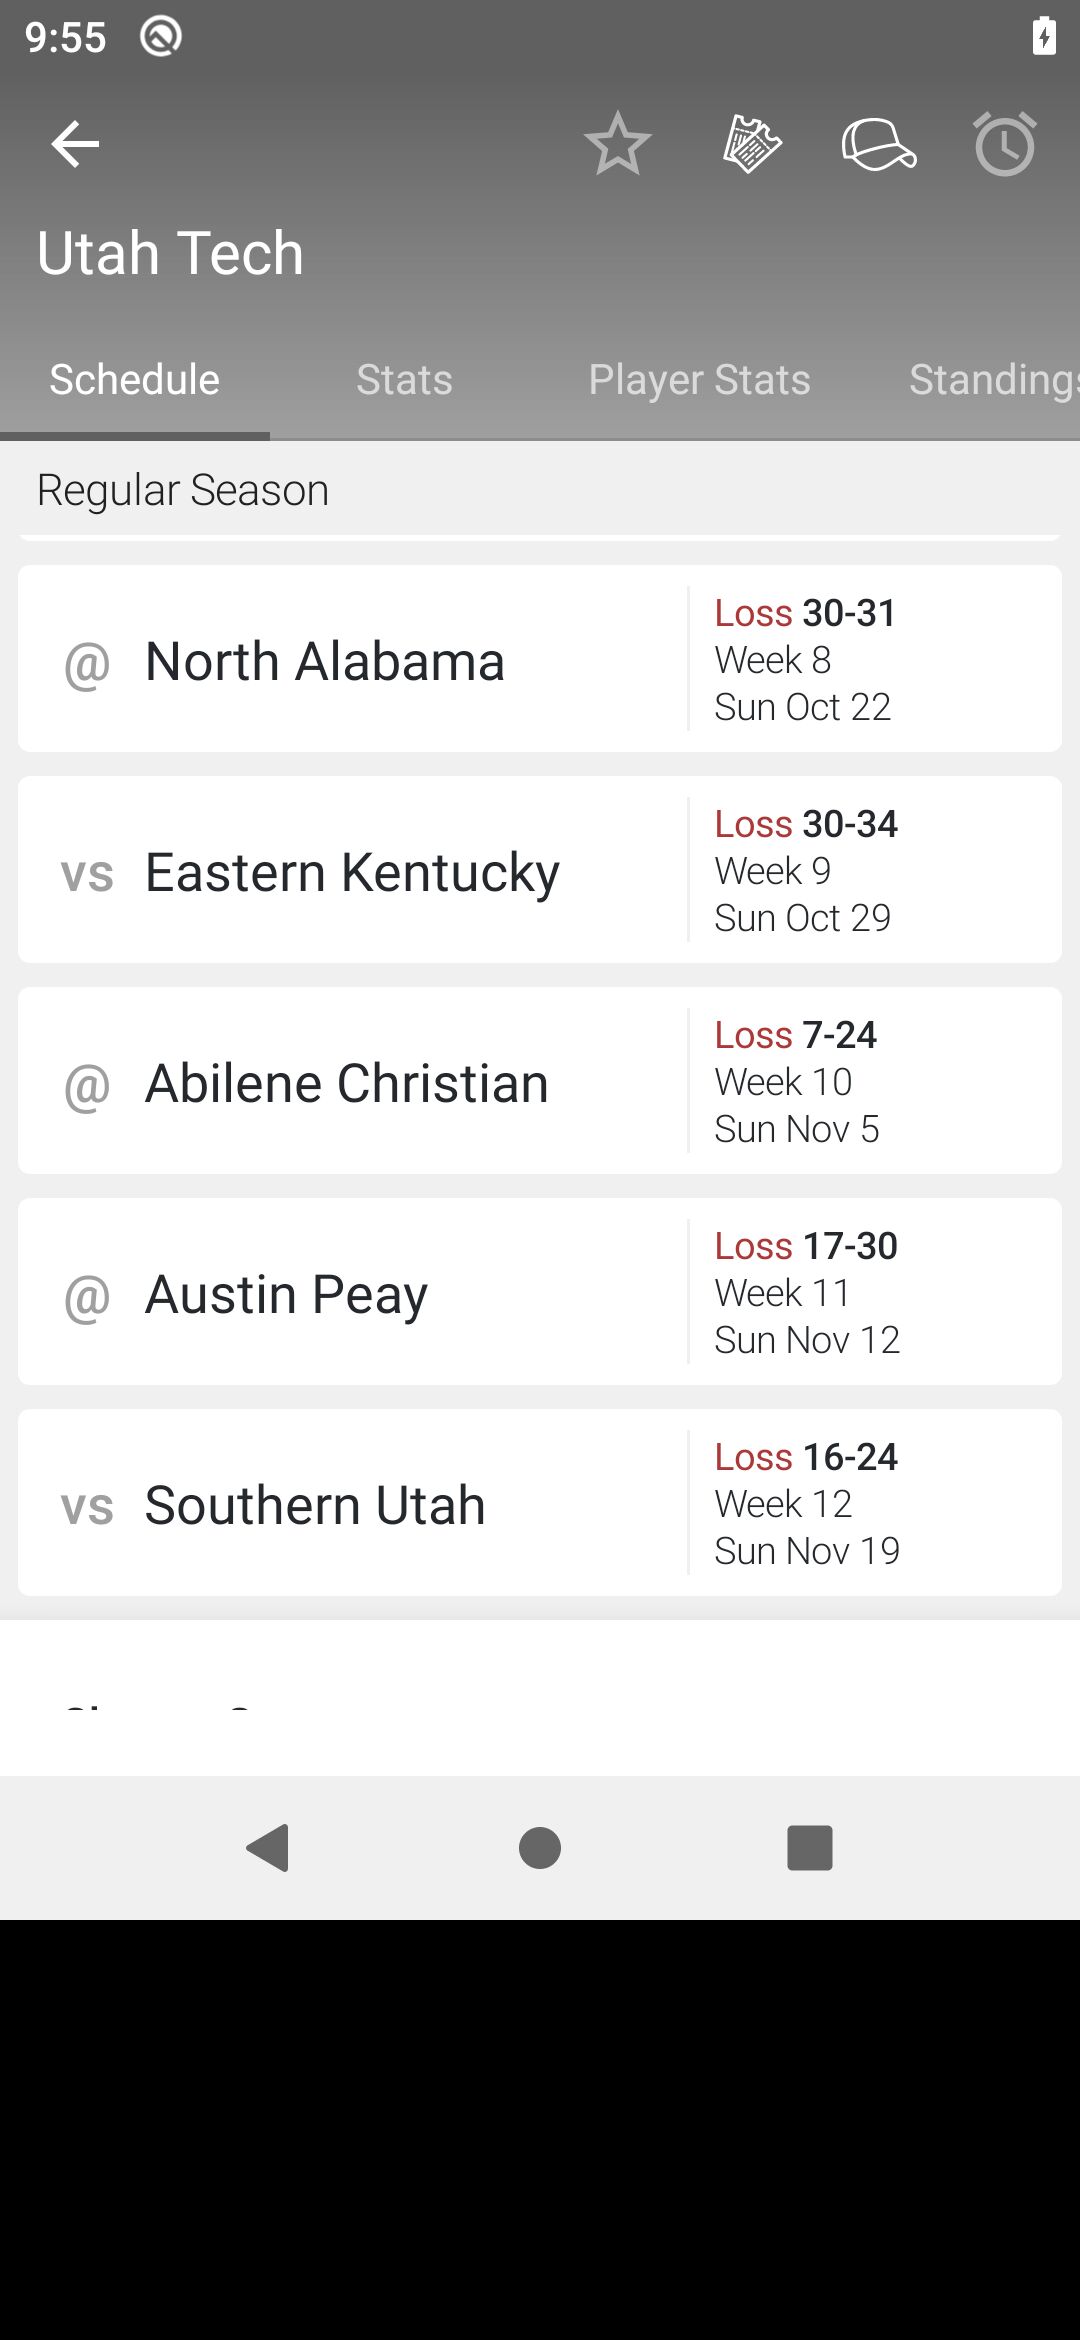 9:55
Utah Tech
Schedule Stats Player Stats Standings
Regular Season
@ North Alabama
Loss 30-31
Week 8
Sun Oct 22
vs Eastern Kentucky
Loss 30-34
Week 9
Sun Oct 29
@ Abilene Christian
Loss 7-24
Week 10
Sun Nov 5
@ Austin Peay
Loss 17-30
Week 11
Sun Nov 12
vs Southern Utah
Loss 16-24
Week 12
Sun Nov 19